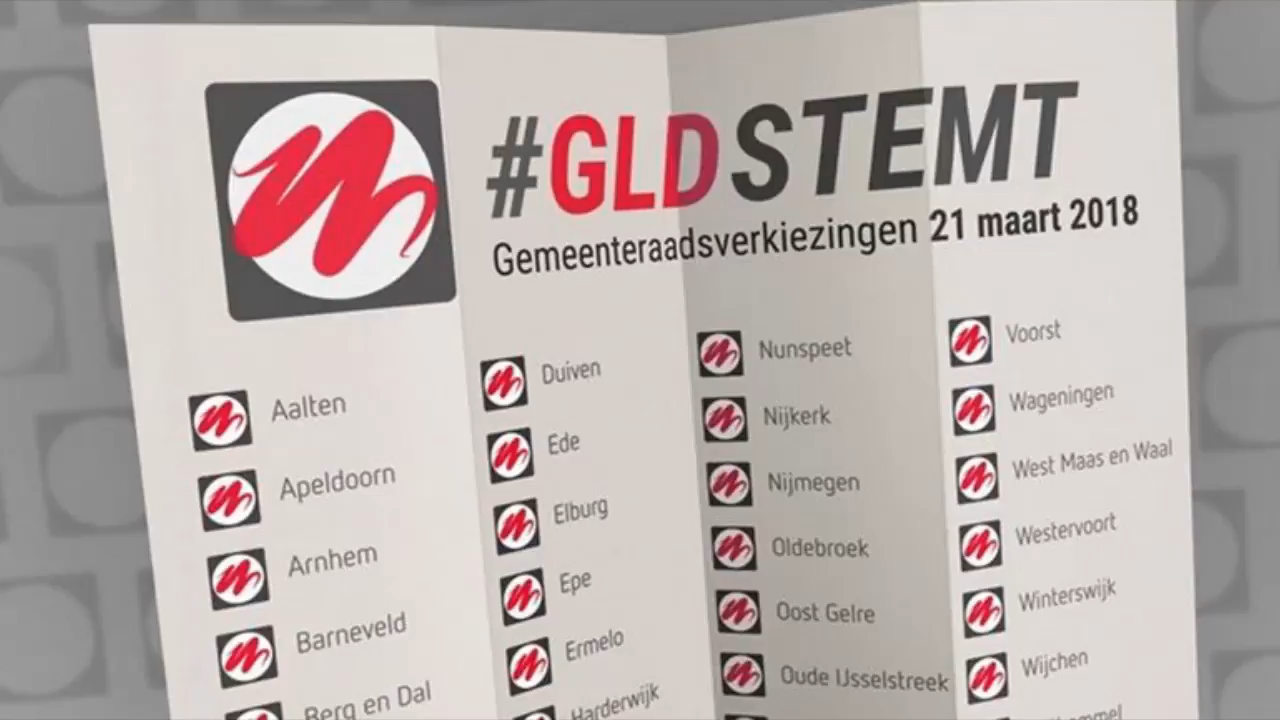 #GLDSTEMT
Gemeenteraadsverkiezingen 21 maart 2018
Aalten
Apeldoorn
Arnhem
Barneveld
Berg en Dal
Duiven
Ede
Elburg
Epe
Ermelo
Harderwijk
Nunspeet
Nijkerk
Nijmegen
Oldebroek
Oost Gelre
Oude IJsselstreek
Voorst
Wageningen
West Maas en Waal
Westervoort
Winterswijk
Wijchen